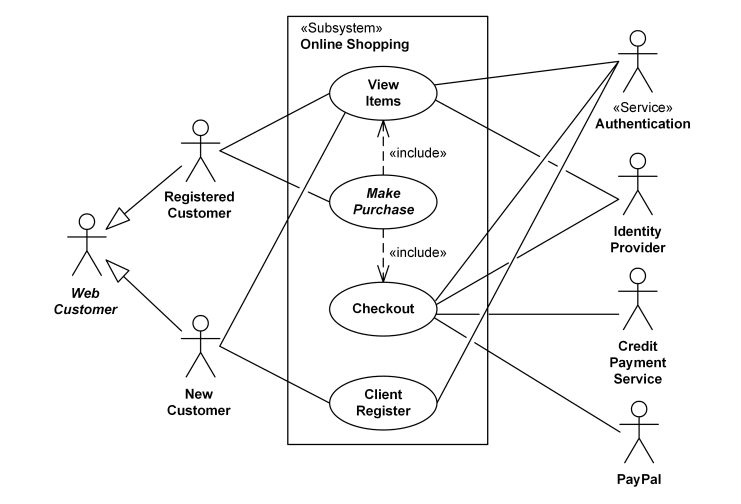 «Subsystem»
Online Shopping
View
Items
«include»
Make
Purchase
«include»
Checkout
Client
Register
Registered
Customer
Web
Customer
New
Customer
«Service»
Authentication
Identity
Provider
Credit
Payment
Service
PayPal